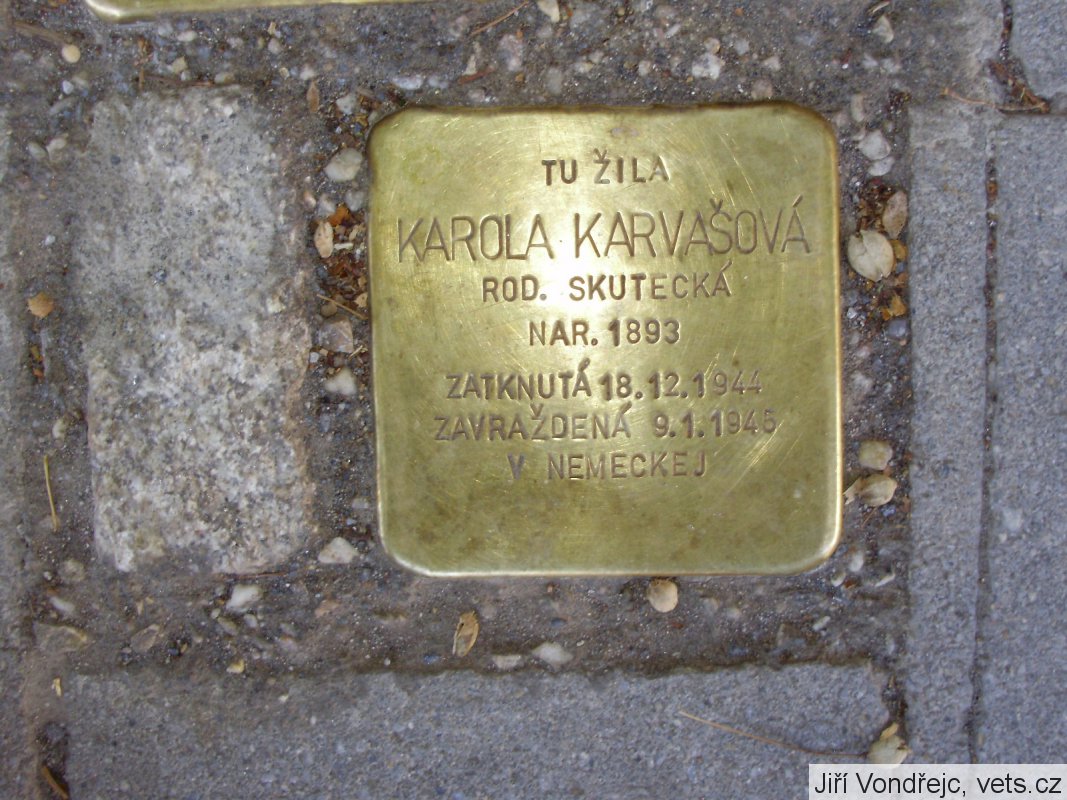 TU ŽILA
KAROLA KARVAŠOVÁ
ROD. SKUTECKÁ
NAR. 1893
ZATKNUTÁ 18.12.1944
ZAVRAŽDENÁ 9.1.1945
V NEMECKEJ
Jiří Vondřejc, vets.cz